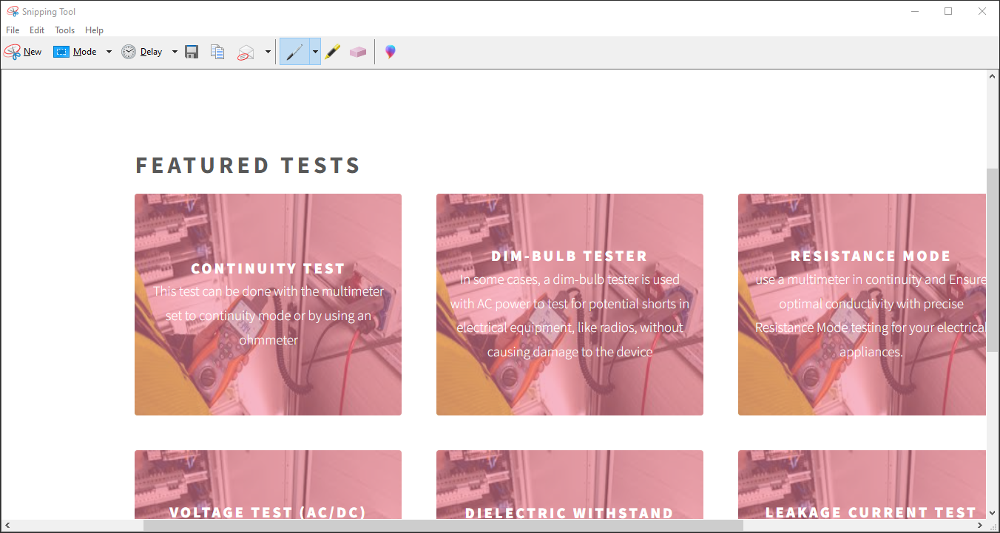 Snipping Tool
File Edit Tools Help
New Mode Delay
FEATURED TESTS
CONTINUITY TEST
This test can be done with the multimeter
set to continuity mode or by using an
ohmmeter
DIM-BULB TESTER
In some cases, a dim-bulb tester is used
with AC power to test for potential shorts in
electrical equipment, like radios, without
causing damage to the device
RESISTANCE MODE
use a multimeter in continuity and Ensure
optimal conductivity with precise
Resistance Mode testing for your electrical
appliances.
VOLTAGE TEST (AC/DC)
DIELECTRIC WITHSTAND
LEAKAGE CURRENT TEST